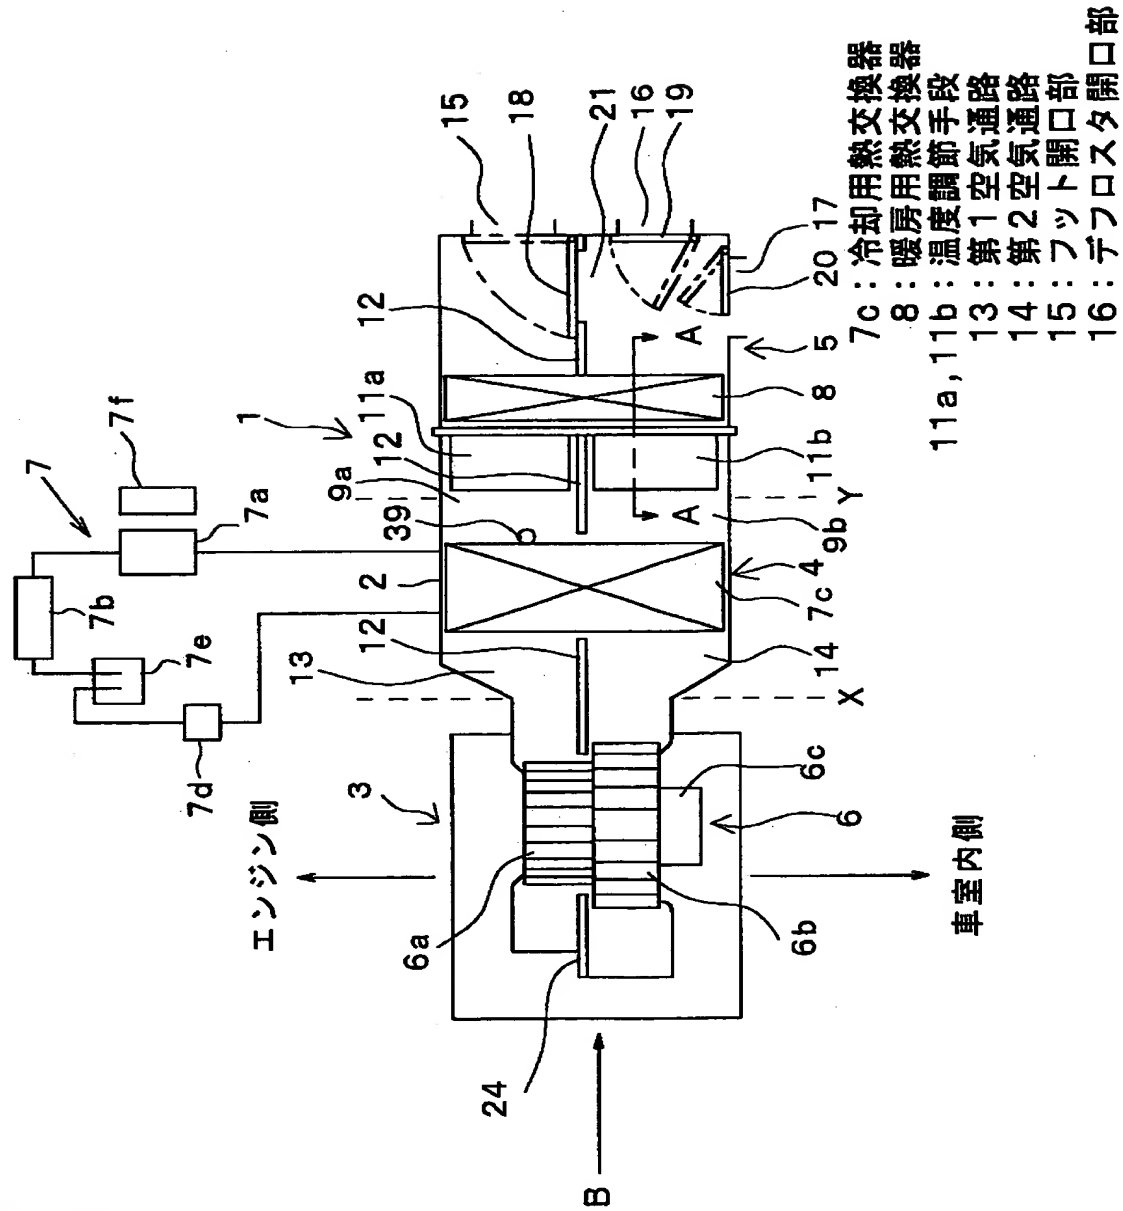 7
7b
7f
7e
7d
7a
エンジン側
1
13
9a
3
12
2
11a
12
12
39
6a
15
24
18
B
21
16
19
A
A
6b
6c
14
7c
4
9b
11b
8
5
20
17
6
X
Y
車室内側
7c：冷却用熱交換器
8：暖房用熱交換器
11a,11b：温度調節手段
13：第1空気通路
14：第2空気通路
15：フット開口部
16：デフロスタ開口部